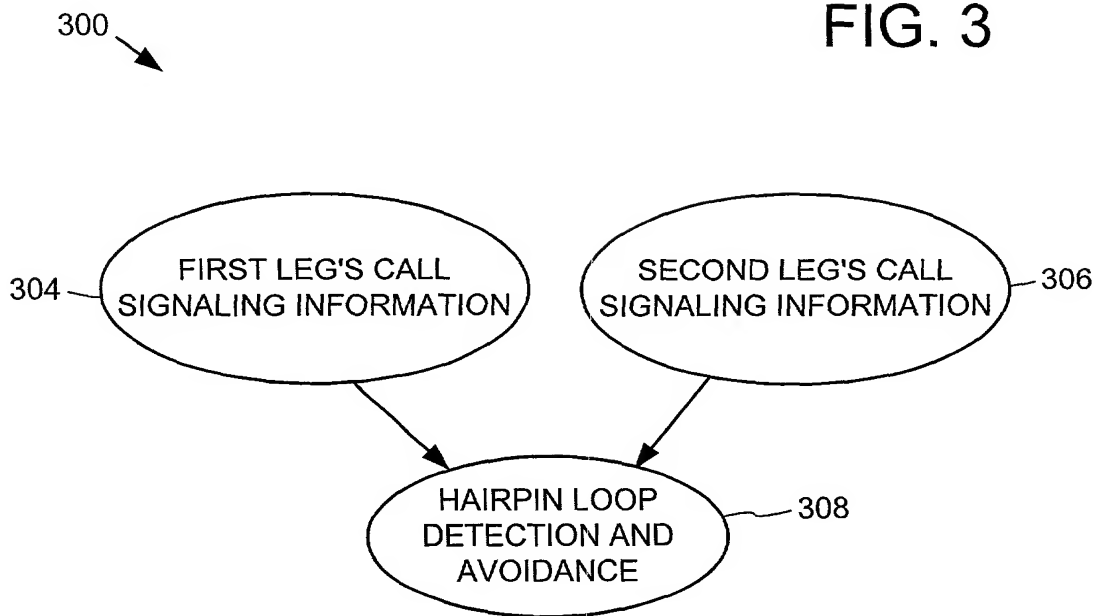 FIG. 3
300
FIRST LEG'S CALL
SIGNALING INFORMATION
304
SECOND LEG'S CALL
SIGNALING INFORMATION
306
HAIRPIN LOOP
DETECTION AND
AVOIDANCE
308